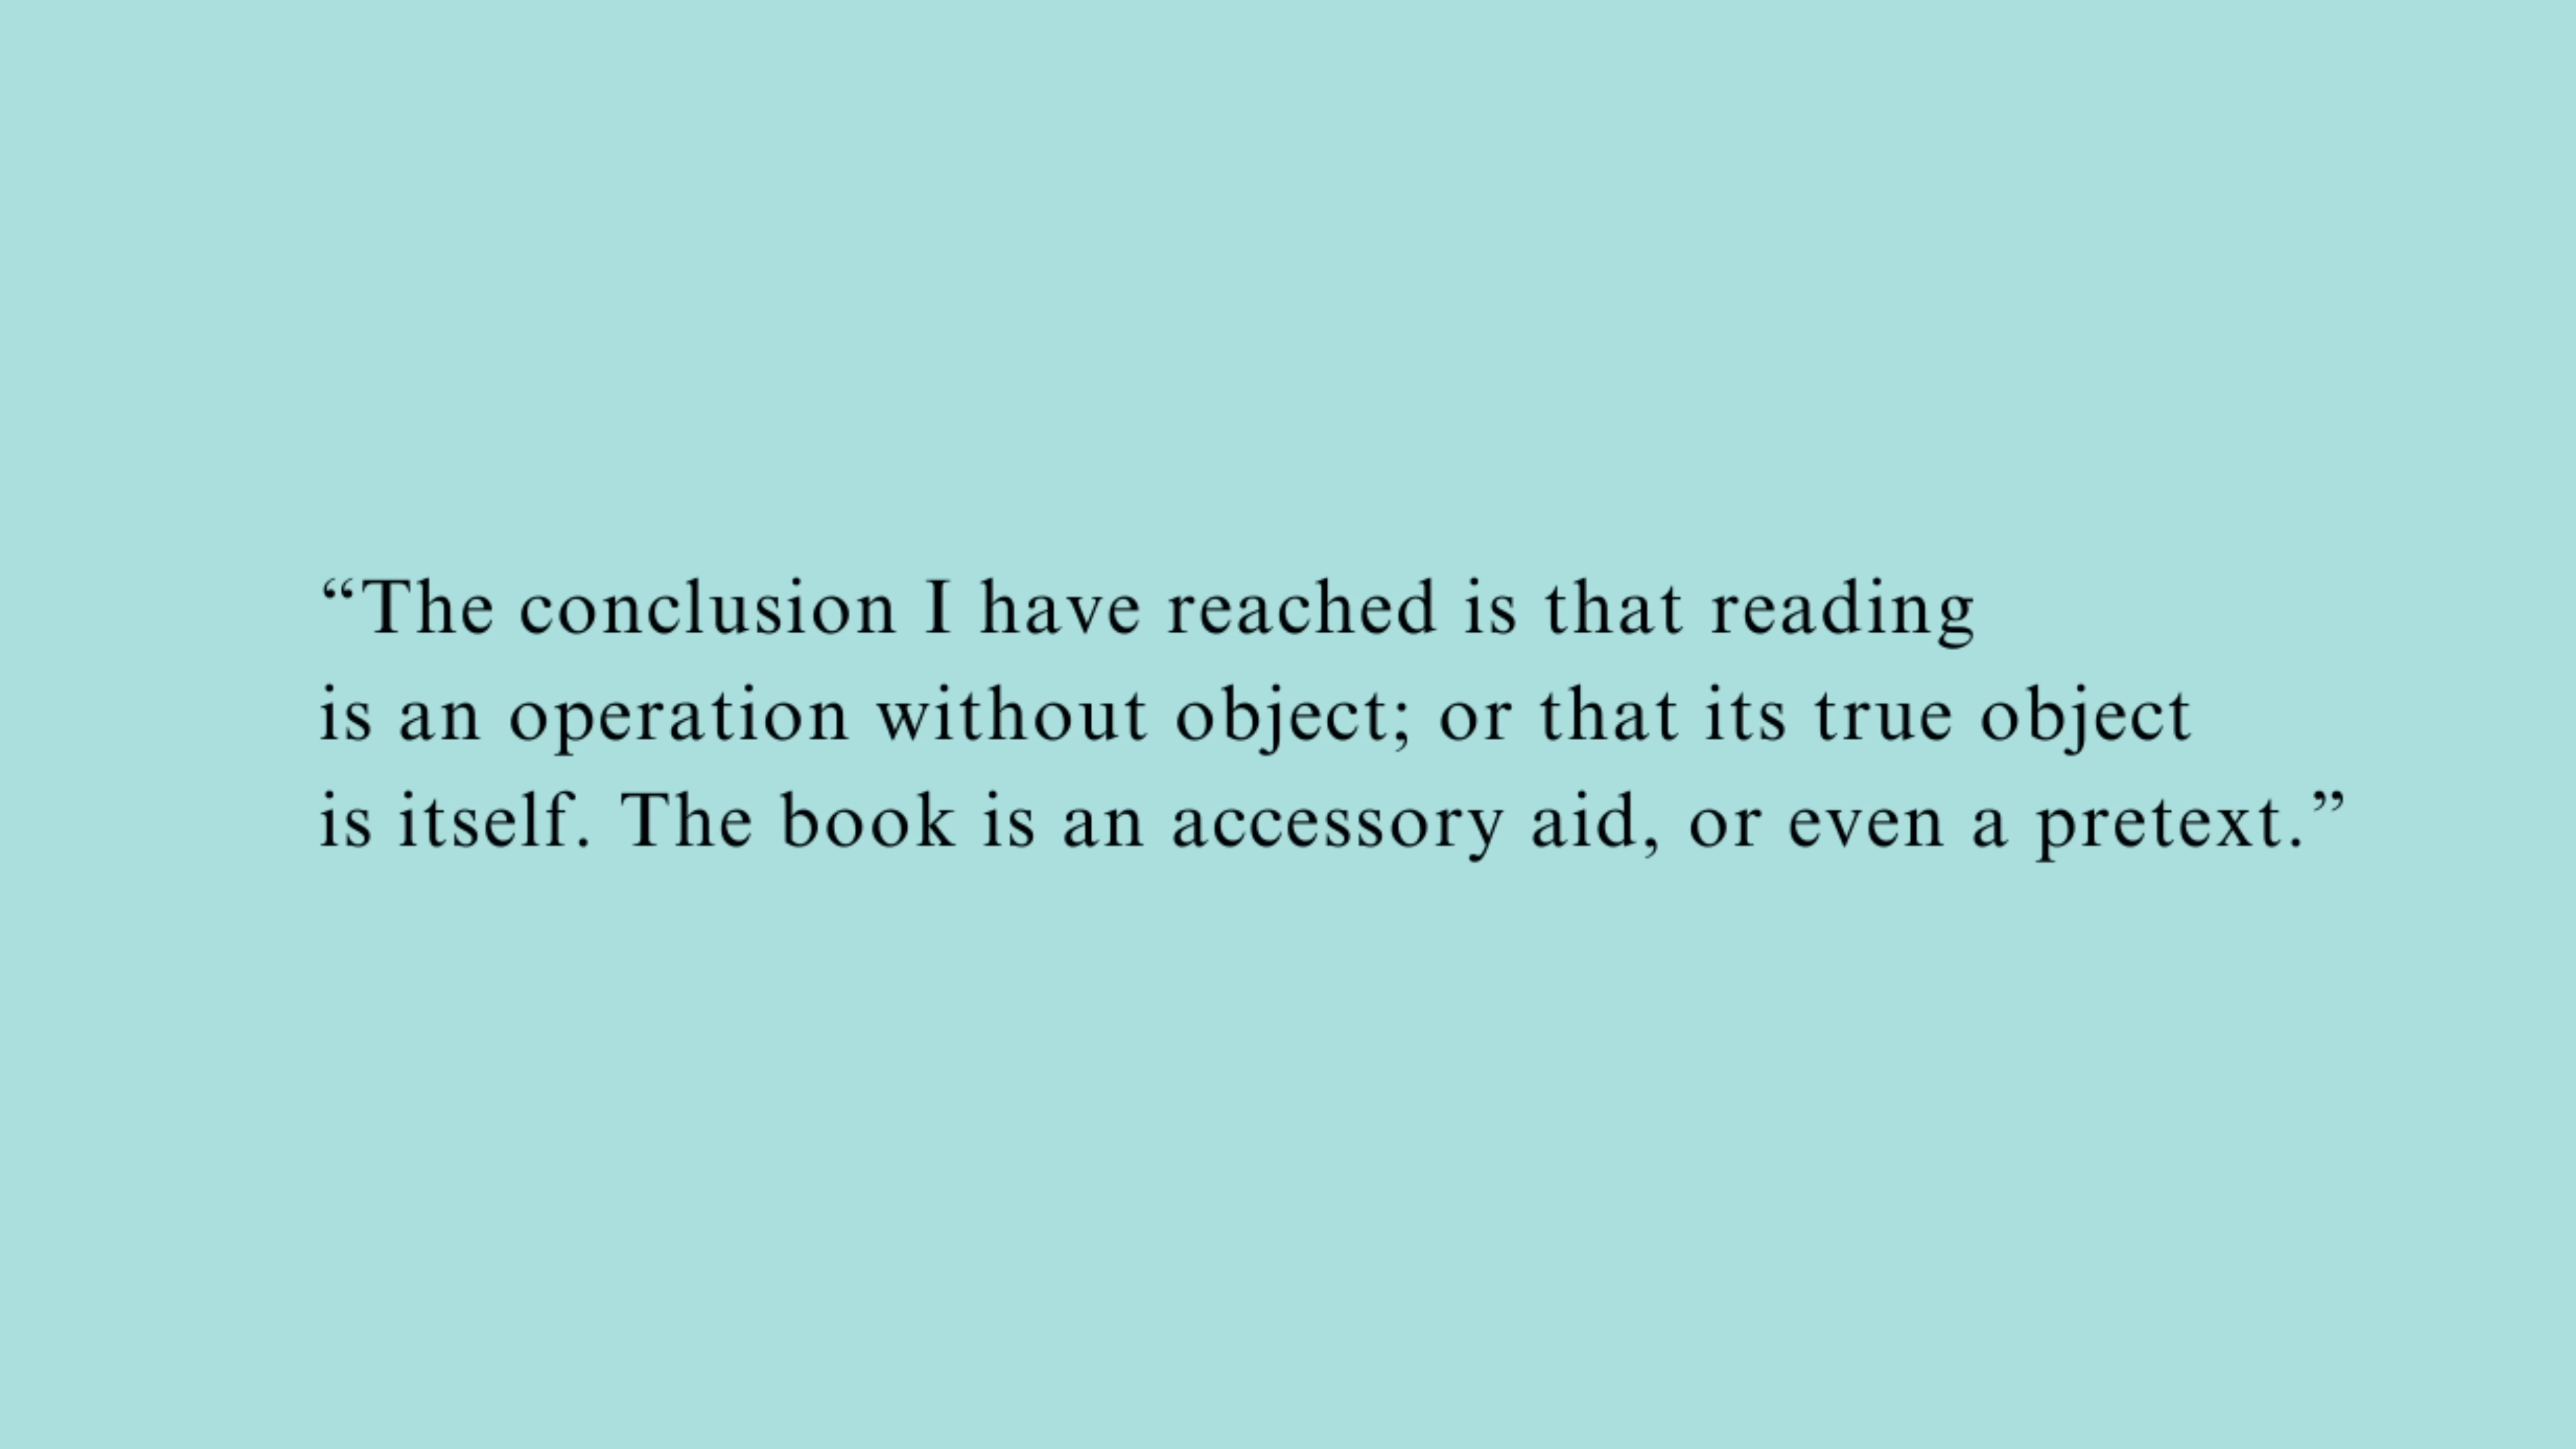 “The conclusion I have reached is that reading
is an operation without object; or that its true object
is itself. The book is an accessory aid, or even a pretext.”